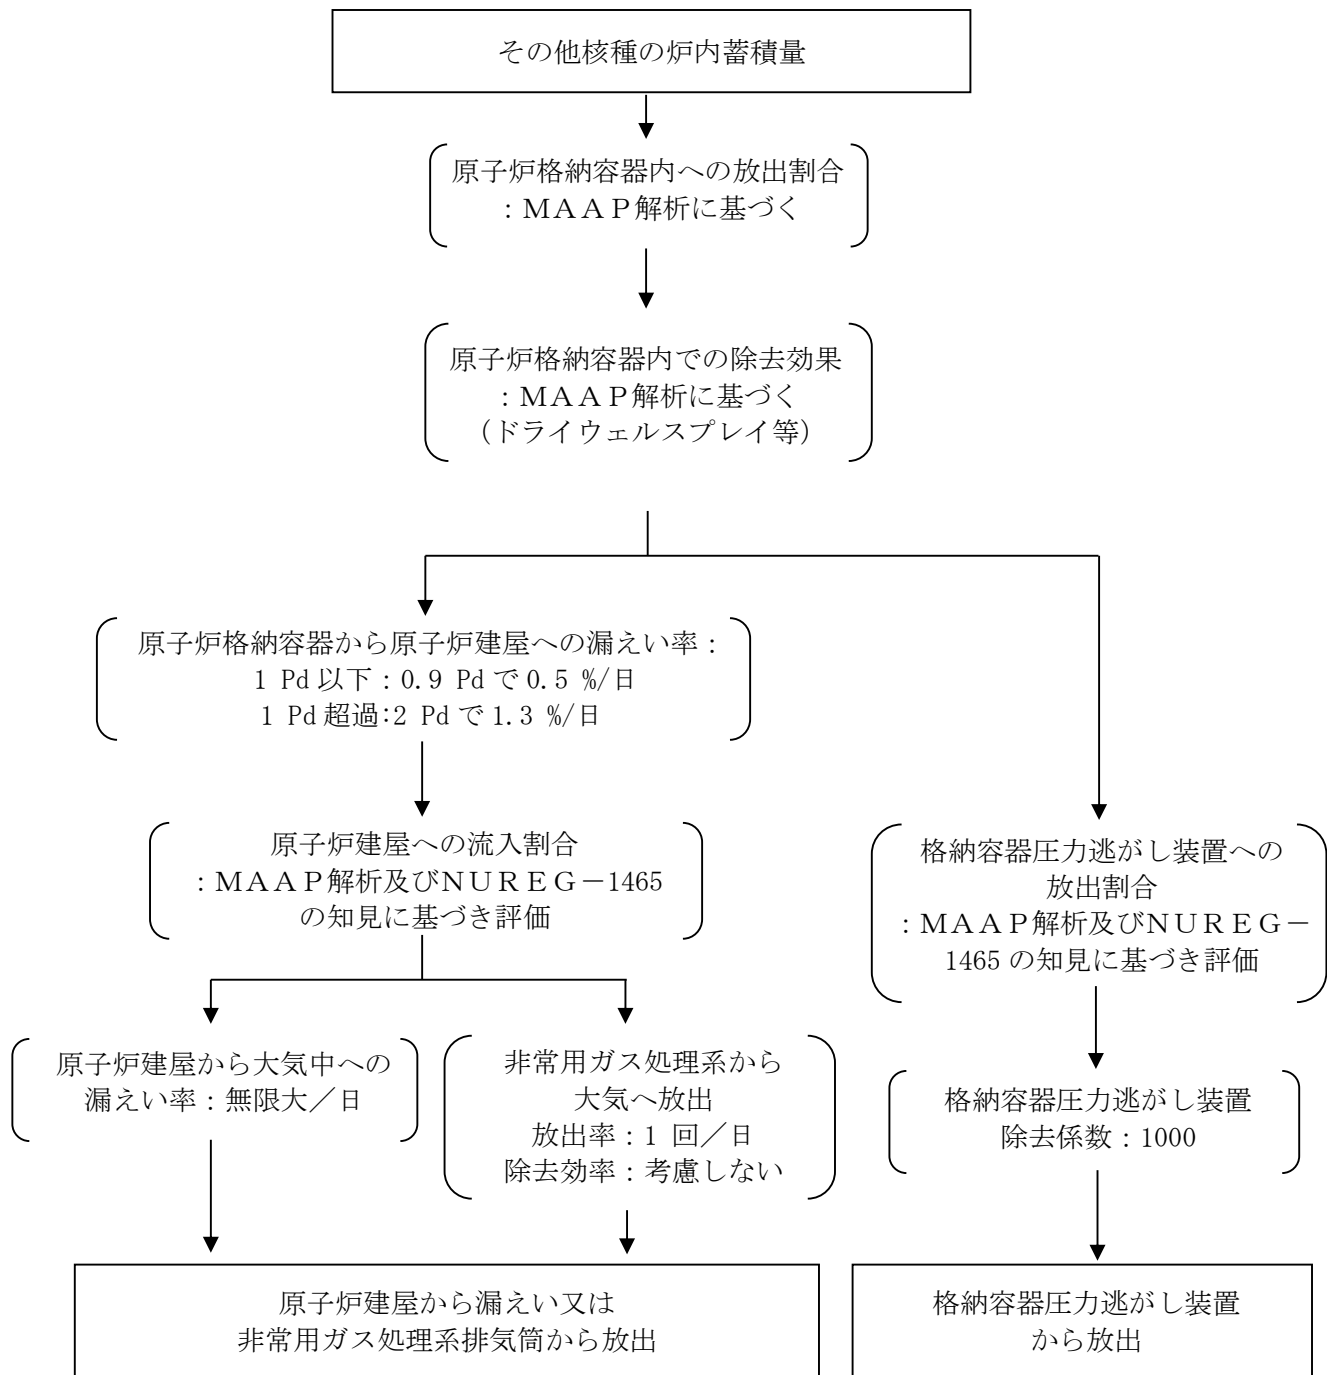 その他核種の炉内蓄積量
原子炉格納容器内への放出割合
：ＭＡＡＰ解析に基づく
原子炉格納容器内での除去効果
：ＭＡＡＰ解析に基づく
（ドライウェルスプレイ等）
原子炉格納容器から原子炉建屋への漏えい率：
1 Pd 以下：0.9 Pd で 0.5 %/日
1 Pd 超過:2 Pd で 1.3 %/日
原子炉建屋への流入割合
：ＭＡＡＰ解析及びＮＵＲＥＧ－1465
の知見に基づき評価
格納容器圧力逃がし装置への
放出割合
：ＭＡＡＰ解析及びＮＵＲＥＧ－
1465 の知見に基づき評価
原子炉建屋から大気中への
漏えい率：無限大／日
非常用ガス処理系から
大気へ放出
放出率：1 回／日
除去効率：考慮しない
格納容器圧力逃がし装置
除去係数：1000
原子炉建屋から漏えい又は
非常用ガス処理系排気筒から放出
格納容器圧力逃がし装置
から放出